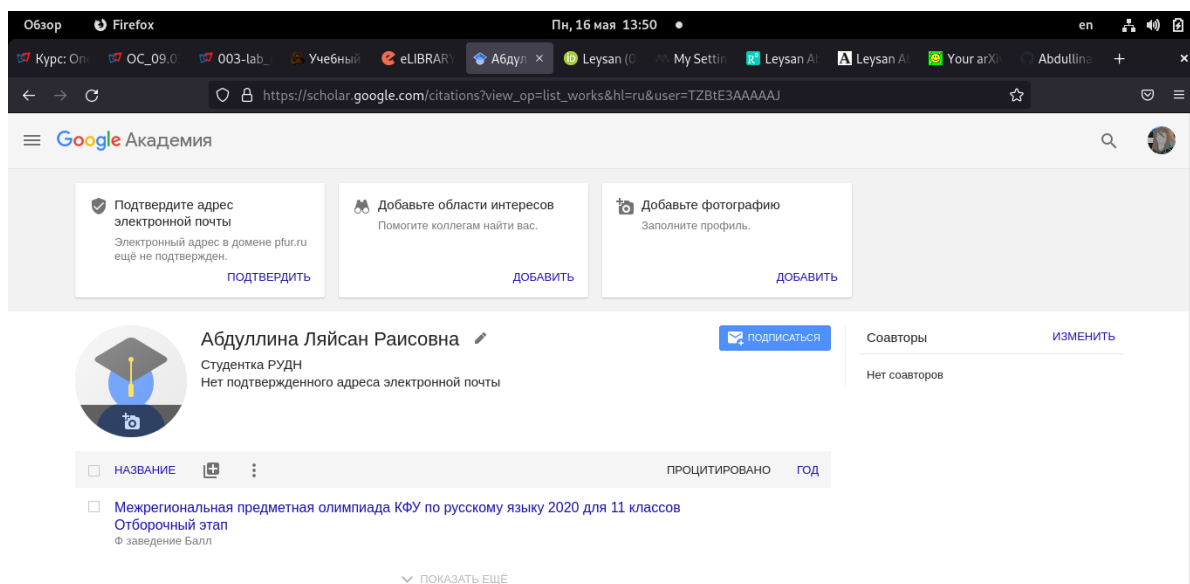 Обзор Firefox Пн, 16 мая 13:50 en
Курс: On ОС_09.0 003-lab_ Учебный eLIBRARY Абдул × Leysan (0 My Settin Leysan Al Leysan Al Your arXi Abdullina + ×
https://scholar.google.com/citations?view_op=list_works&hl=ru&user=TZBtE3AAAAAJ
Google Академия
Подтвердите адрес
электронной почты
Электронный адрес в домене pfur.ru
ещё не подтвержден.
ПОДТВЕРДИТЬ
Добавьте области интересов
Помогите коллегам найти вас.
ДОБАВИТЬ
Добавьте фотографию
Заполните профиль.
ДОБАВИТЬ
Абдуллина Ляйсан Раисовна
ПОДПИСАТЬСЯ
Студентка РУДН
Нет подтвержденного адреса электронной почты
Соавторы ИЗМЕНИТЬ
Нет соавторов
НАЗВАНИЕ ПРОЦИТИРОВАНО ГОД
Межрегиональная предметная олимпиада КФУ по русскому языку 2020 для 11 классов
Отборочный этап
Ф заведение Балл
ПОКАЗАТЬ ЕЩЁ